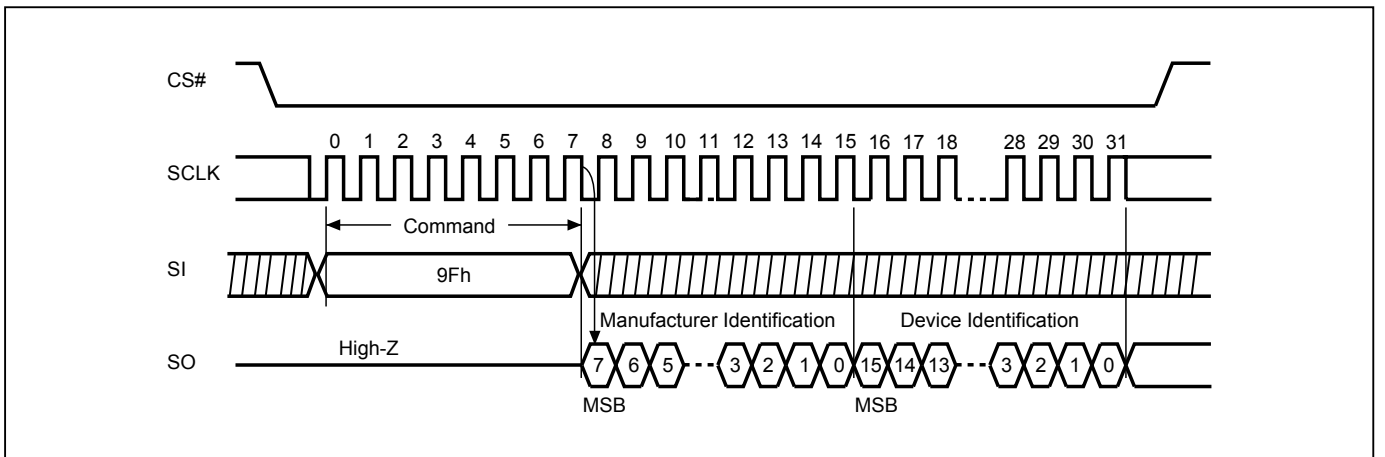 CS#
0 1 2 3 4 5 6 7 8 9 10 11 12 13 14 15 16 17 18 28 29 30 31
SCLK
Command
SI
9Fh
Manufacturer Identification Device Identification
High-Z
SO
7 6 5 3 2 1 0 15 14 13 3 2 1 0
MSB MSB